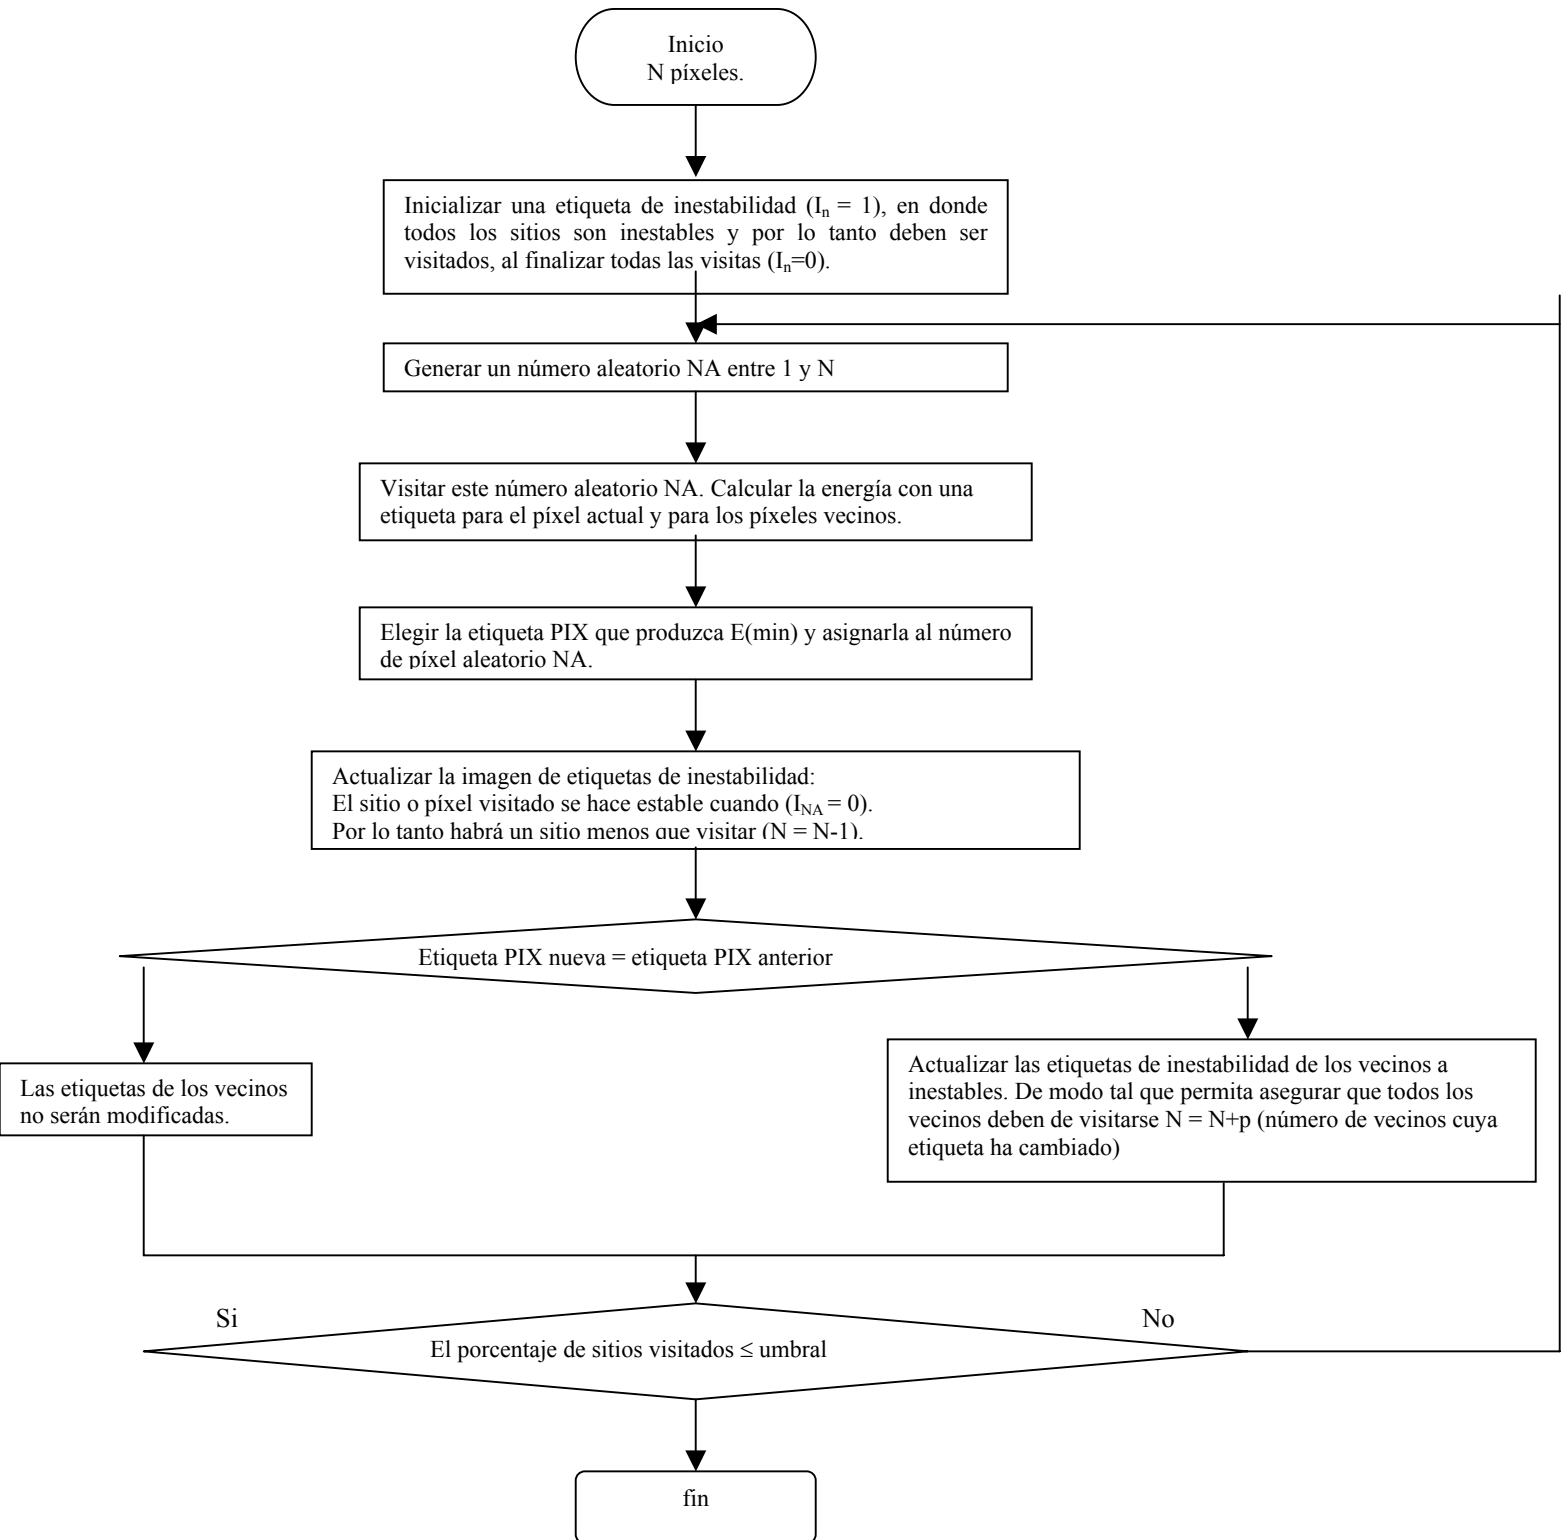 Inicio
N píxeles.
Inicializar una etiqueta de inestabilidad (Iₙ = 1), en donde
todos los sitios son inestables y por lo tanto deben ser
visitados, al finalizar todas las visitas (Iₙ=0).
Generar un número aleatorio NA entre 1 y N
Visitar este número aleatorio NA. Calcular la energía con una
etiqueta para el píxel actual y para los píxeles vecinos.
Elegir la etiqueta PIX que produzca E(min) y asignarla al número
de píxel aleatorio NA.
Actualizar la imagen de etiquetas de inestabilidad:
El sitio o píxel visitado se hace estable cuando (I_NA = 0).
Por lo tanto habrá un sitio menos que visitar (N = N-1).
Etiqueta PIX nueva = etiqueta PIX anterior
Las etiquetas de los vecinos
no serán modificadas.
Actualizar las etiquetas de inestabilidad de los vecinos a
inestables. De modo tal que permita asegurar que todos los
vecinos deben de visitarse N = N+p (número de vecinos cuya
etiqueta ha cambiado)
Si
No
El porcentaje de sitios visitados ≤ umbral
fin